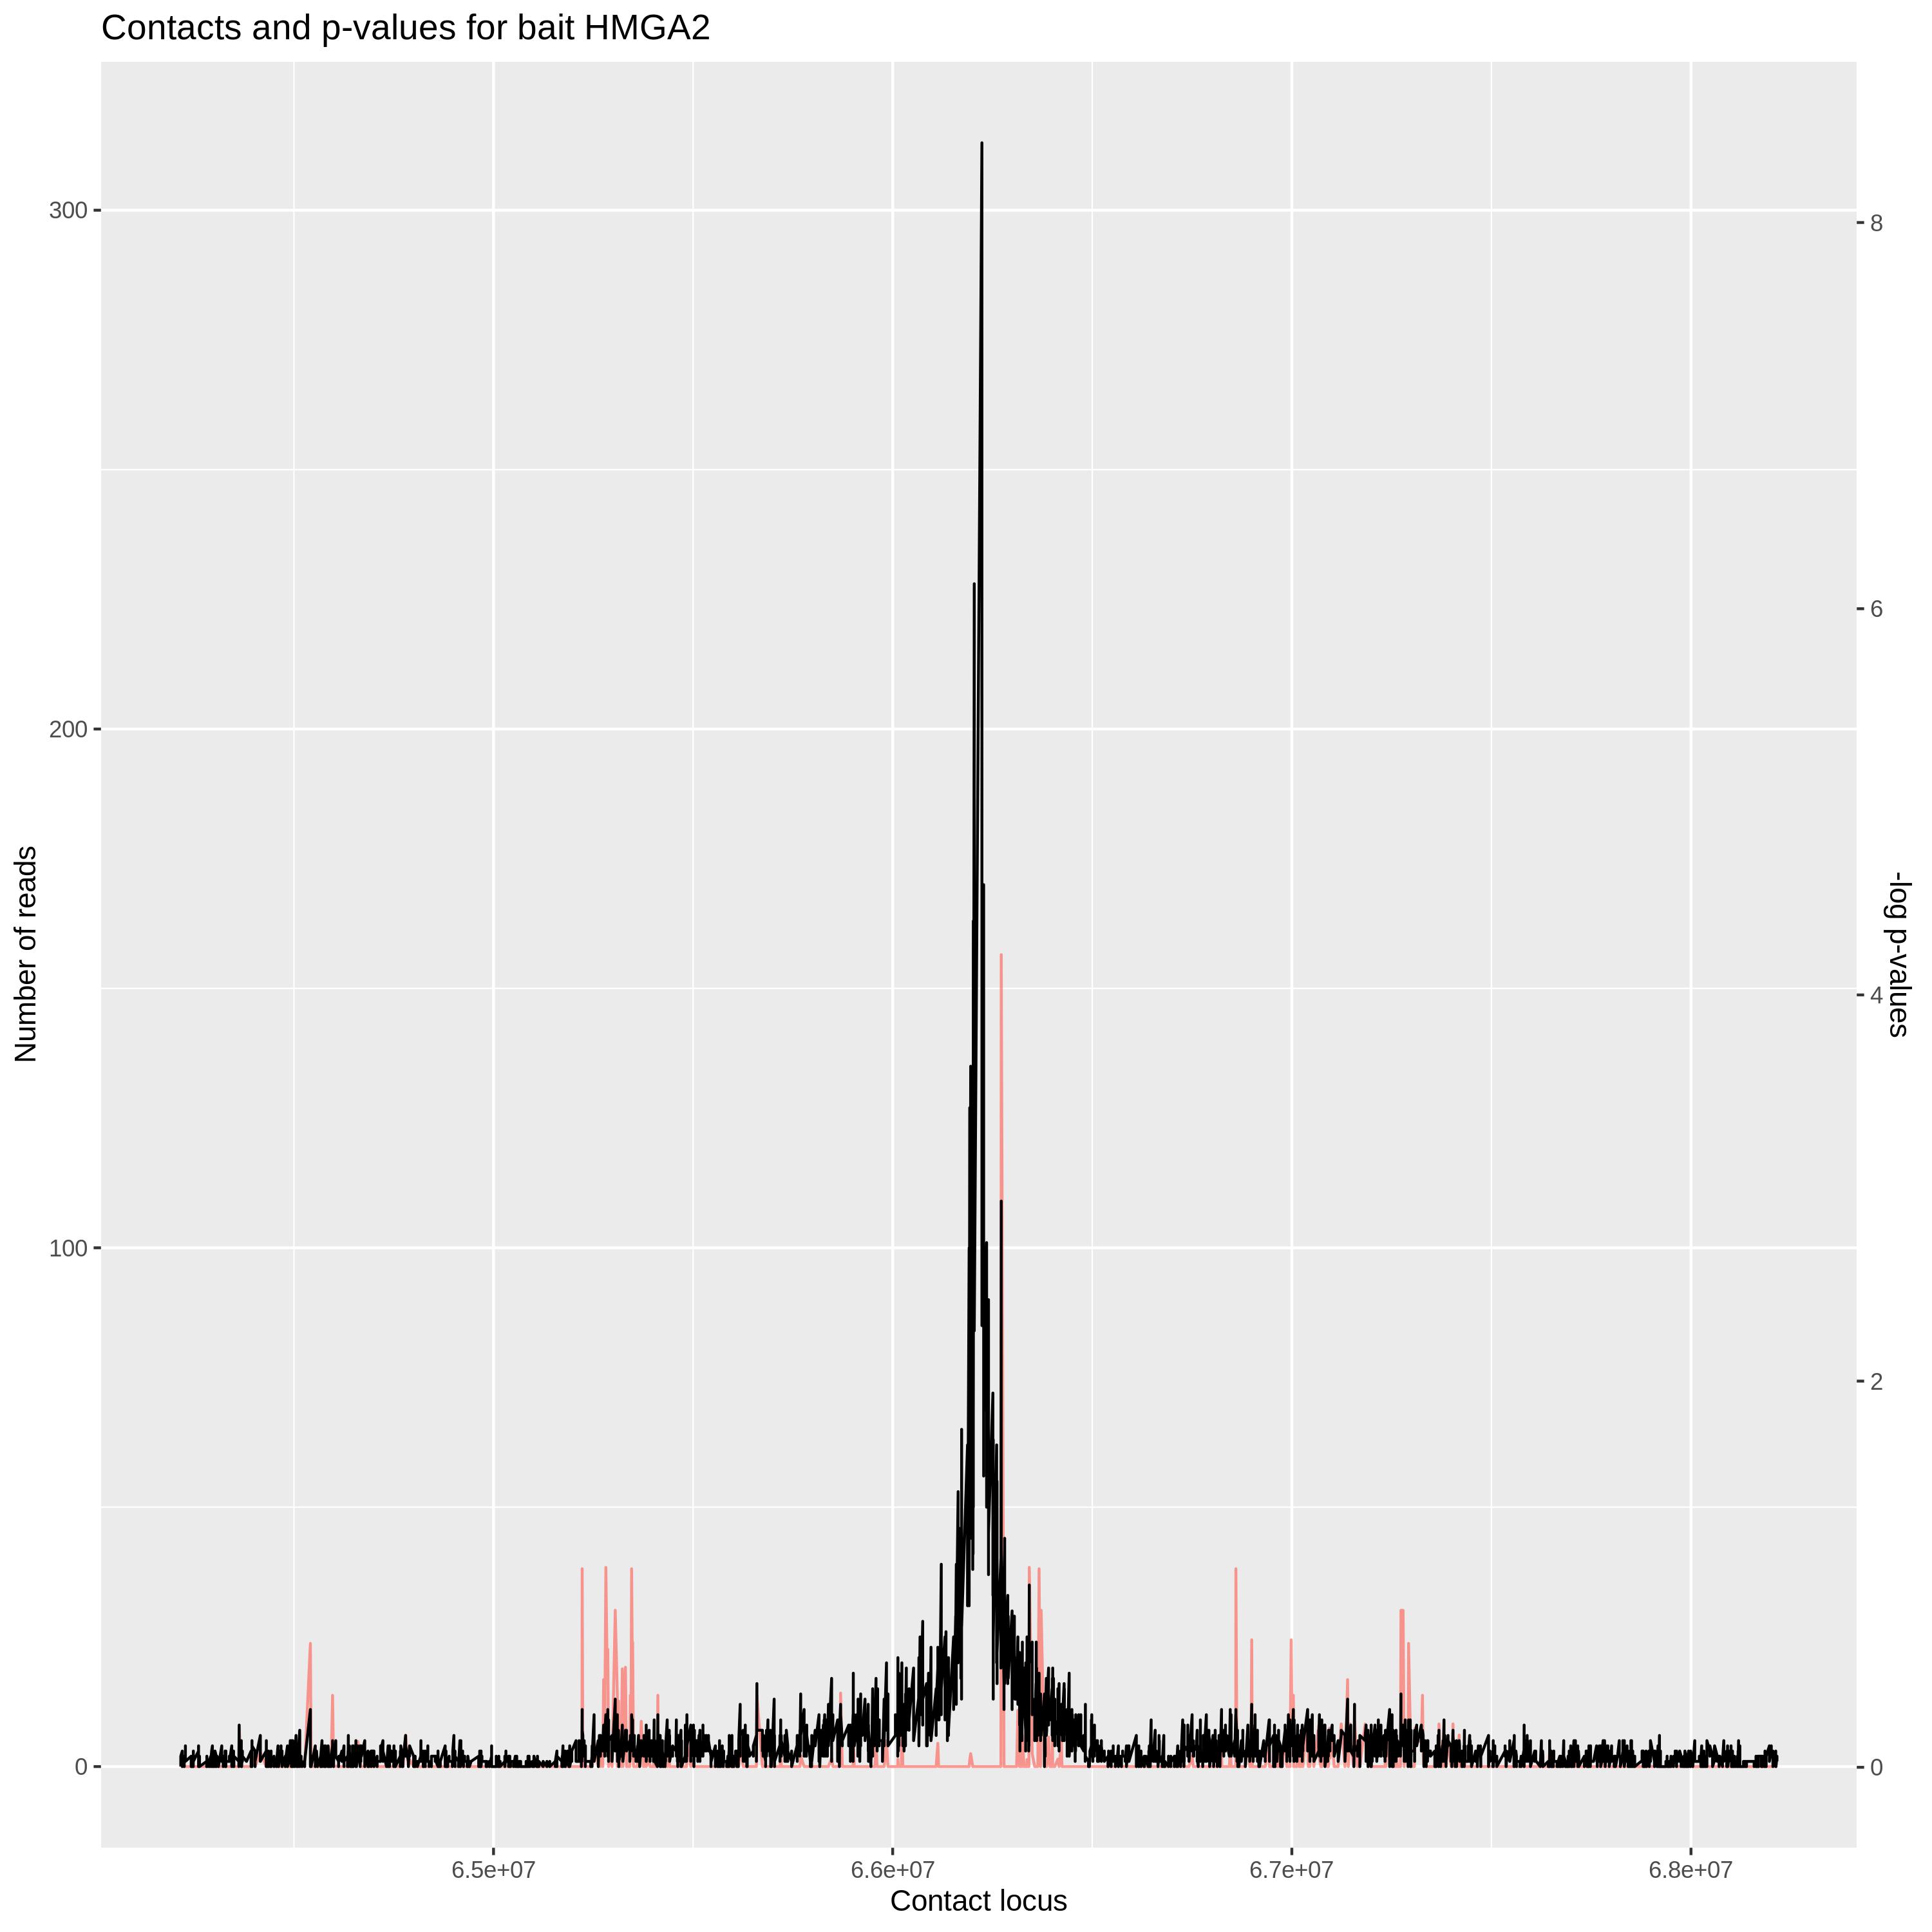 Contacts and p-values for bait HMGA2
300
200
100
0
Number of reads
8
6
4
2
0
-log p-values
6.5e+07
6.6e+07
6.7e+07
6.8e+07
Contact locus